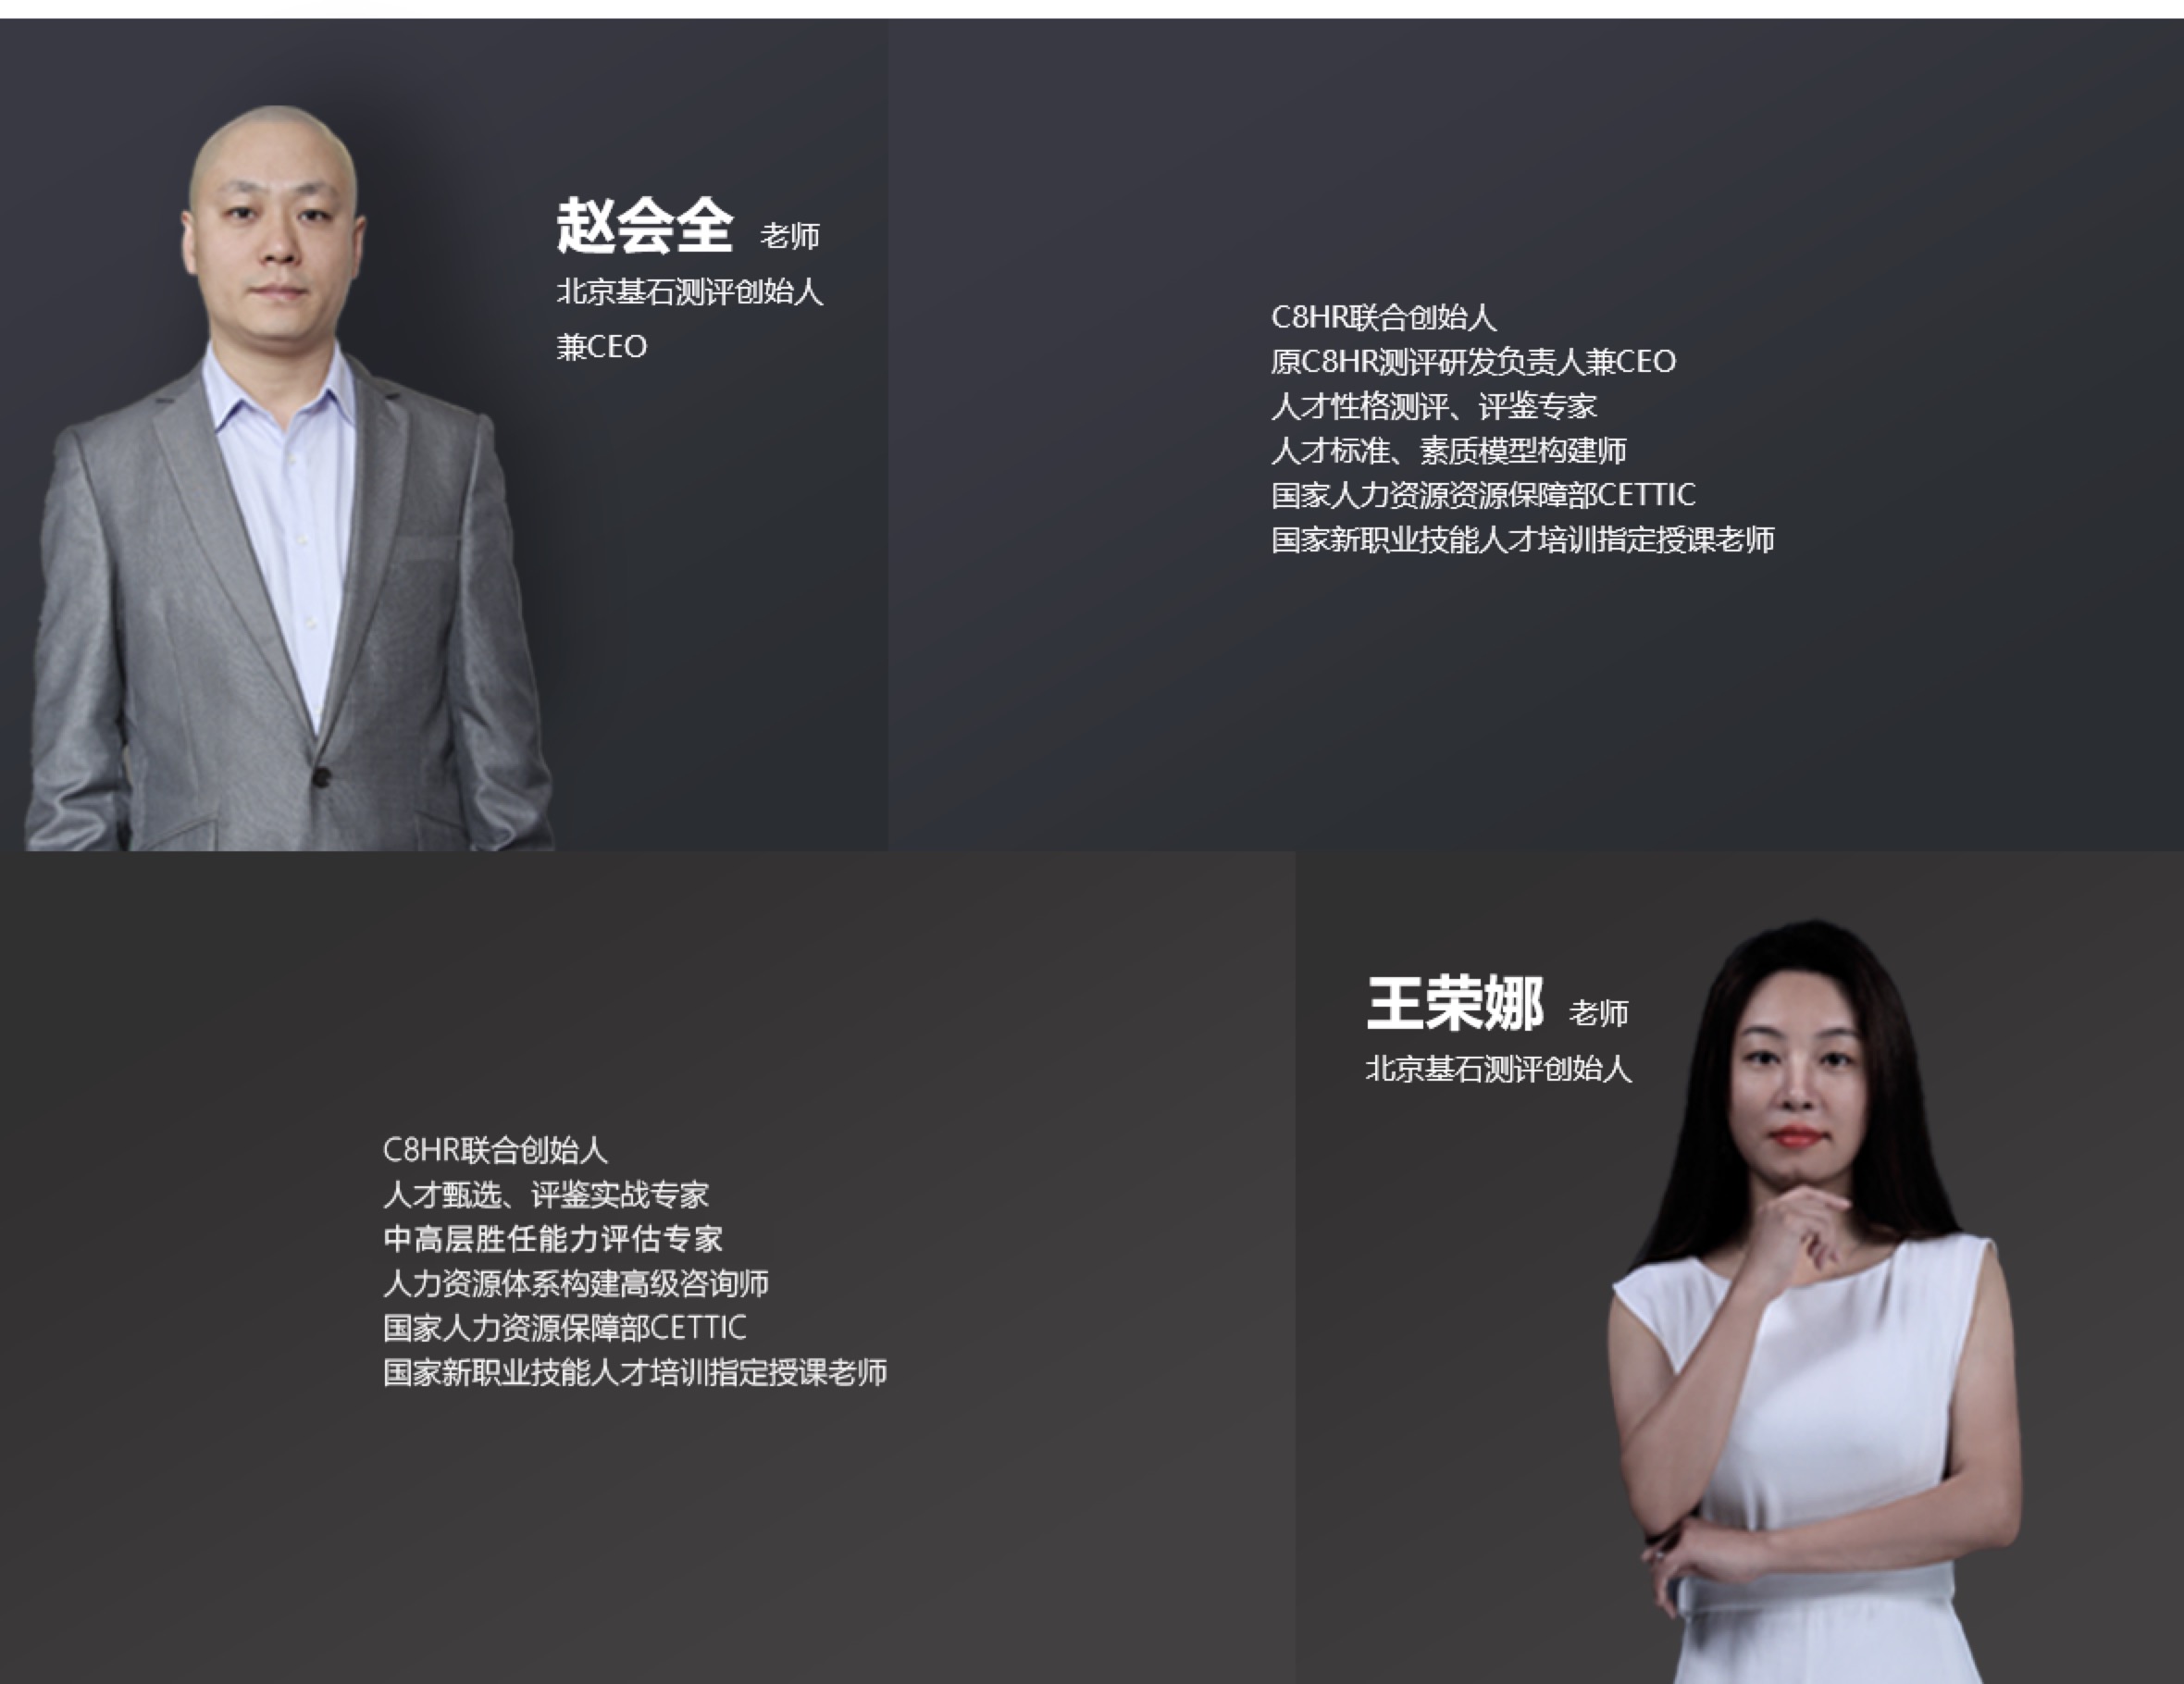 赵会全 老师
北京基石测评创始人
兼CEO
C8HR联合创始人
原C8HR测评研发负责人兼CEO
人才性格测评、评鉴专家
人才标准、素质模型构建师
国家人力资源资源保障部CETTIC
国家新职业技能人才培训指定授课老师
王荣娜 老师
北京基石测评创始人
C8HR联合创始人
人才甄选、评鉴实战专家
中高层胜任能力评估专家
人力资源体系构建高级咨询师
国家人力资源保障部CETTIC
国家新职业技能人才培训指定授课老师